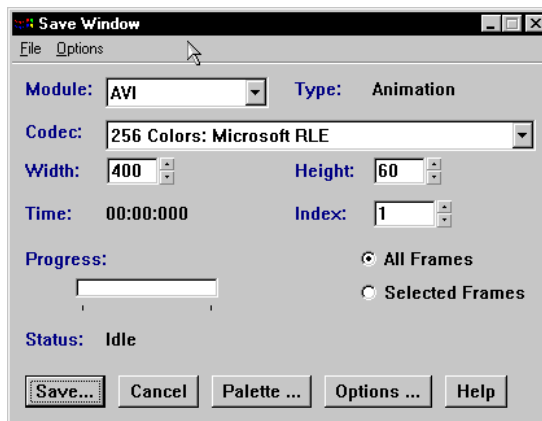 Save Window
File Options
Module: AVI Type: Animation
Codec: 256 Colors: Microsoft RLE
Width: 400 Height: 60
Time: 00:00:000 Index: 1
Progress: All Frames
Selected Frames
Status: Idle
Save... Cancel Palette ... Options ... Help